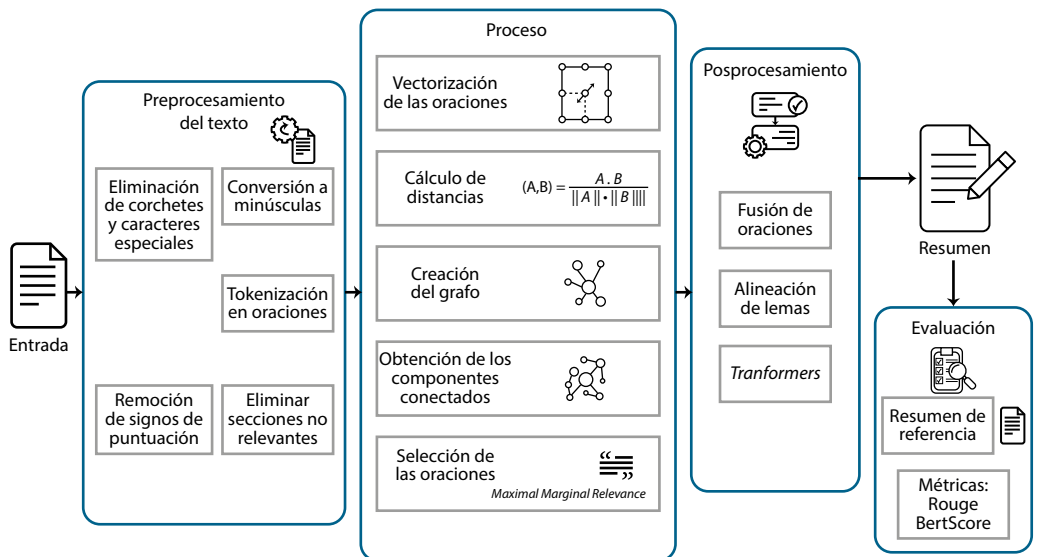 Entrada
Preprocesamiento
del texto
Eliminación
de corchetes
y caracteres
especiales
Conversión a
minúsculas
Tokenización
en oraciones
Remoción
de signos de
puntuación
Eliminar
secciones no
relevantes
Proceso
Vectorización
de las oraciones
Cálculo de
distancias
(A,B) = A . B / || A || • || B ||||
Creación
del grafo
Obtención de los
componentes
conectados
Selección de
las oraciones
Maximal Marginal Relevance
Posprocesamiento
Fusión de
oraciones
Alineación
de lemas
Tranformers
Resumen
Evaluación
Resumen de
referencia
Métricas:
Rouge
BertScore